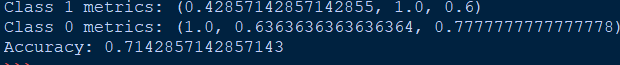 Class 1 metrics: (0.42857142857142855, 1.0, 0.6)
Class 0 metrics: (1.0, 0.6363636363636364, 0.7777777777777778)
Accuracy: 0.7142857142857143
>>>